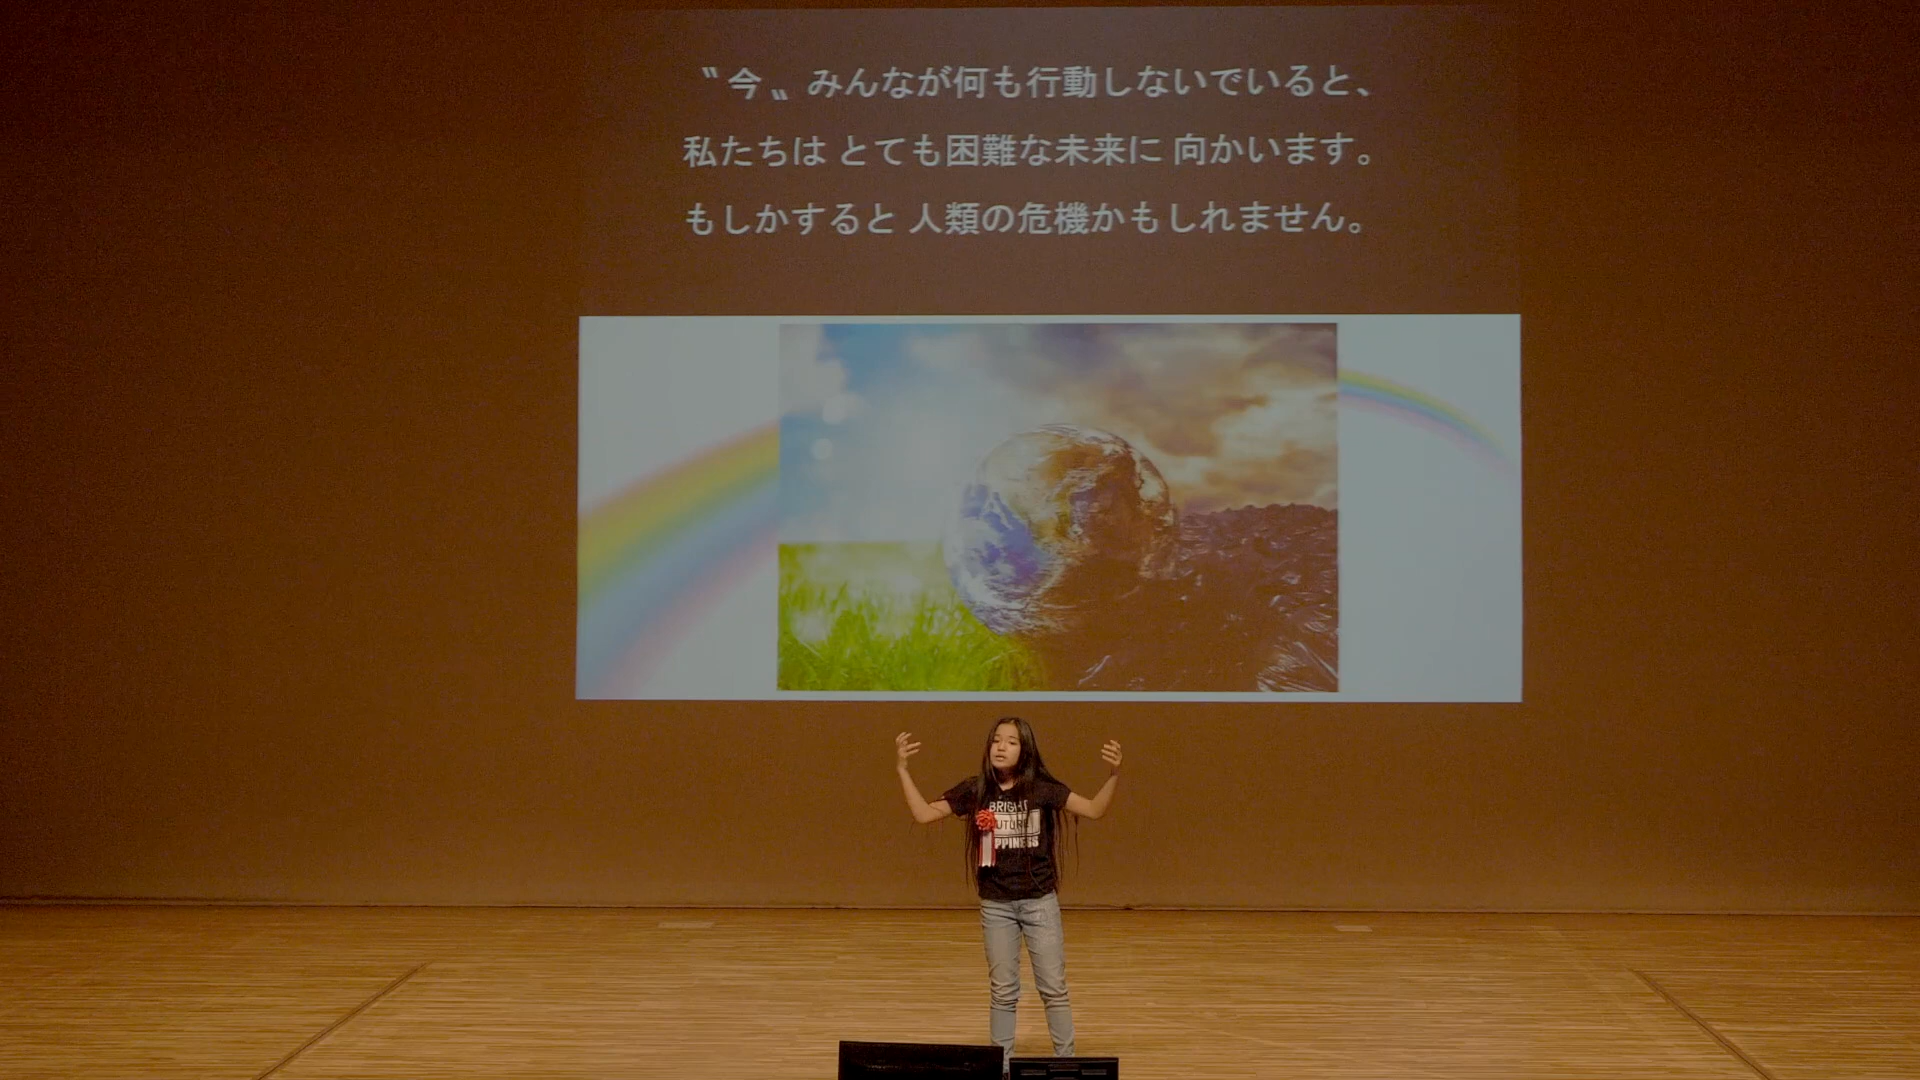 〝今〟みんなが何も行動しないでいると、
私たちは とても困難な未来に 向かいます。
もしかすると 人類の危機かもしれません。
BRIGHT